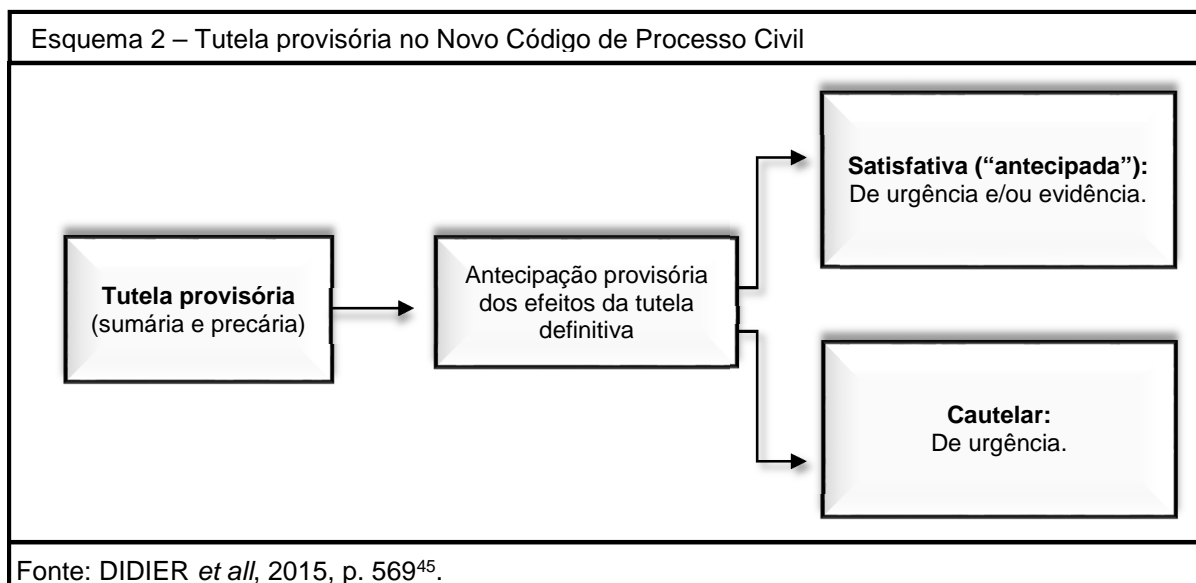 Esquema 2 – Tutela provisória no Novo Código de Processo Civil
Tutela provisória
(sumária e precária)
Antecipação provisória
dos efeitos da tutela
definitiva
Satisfativa (“antecipada”):
De urgência e/ou evidência.
Cautelar:
De urgência.
Fonte: DIDIER et all, 2015, p. 569⁴⁵.